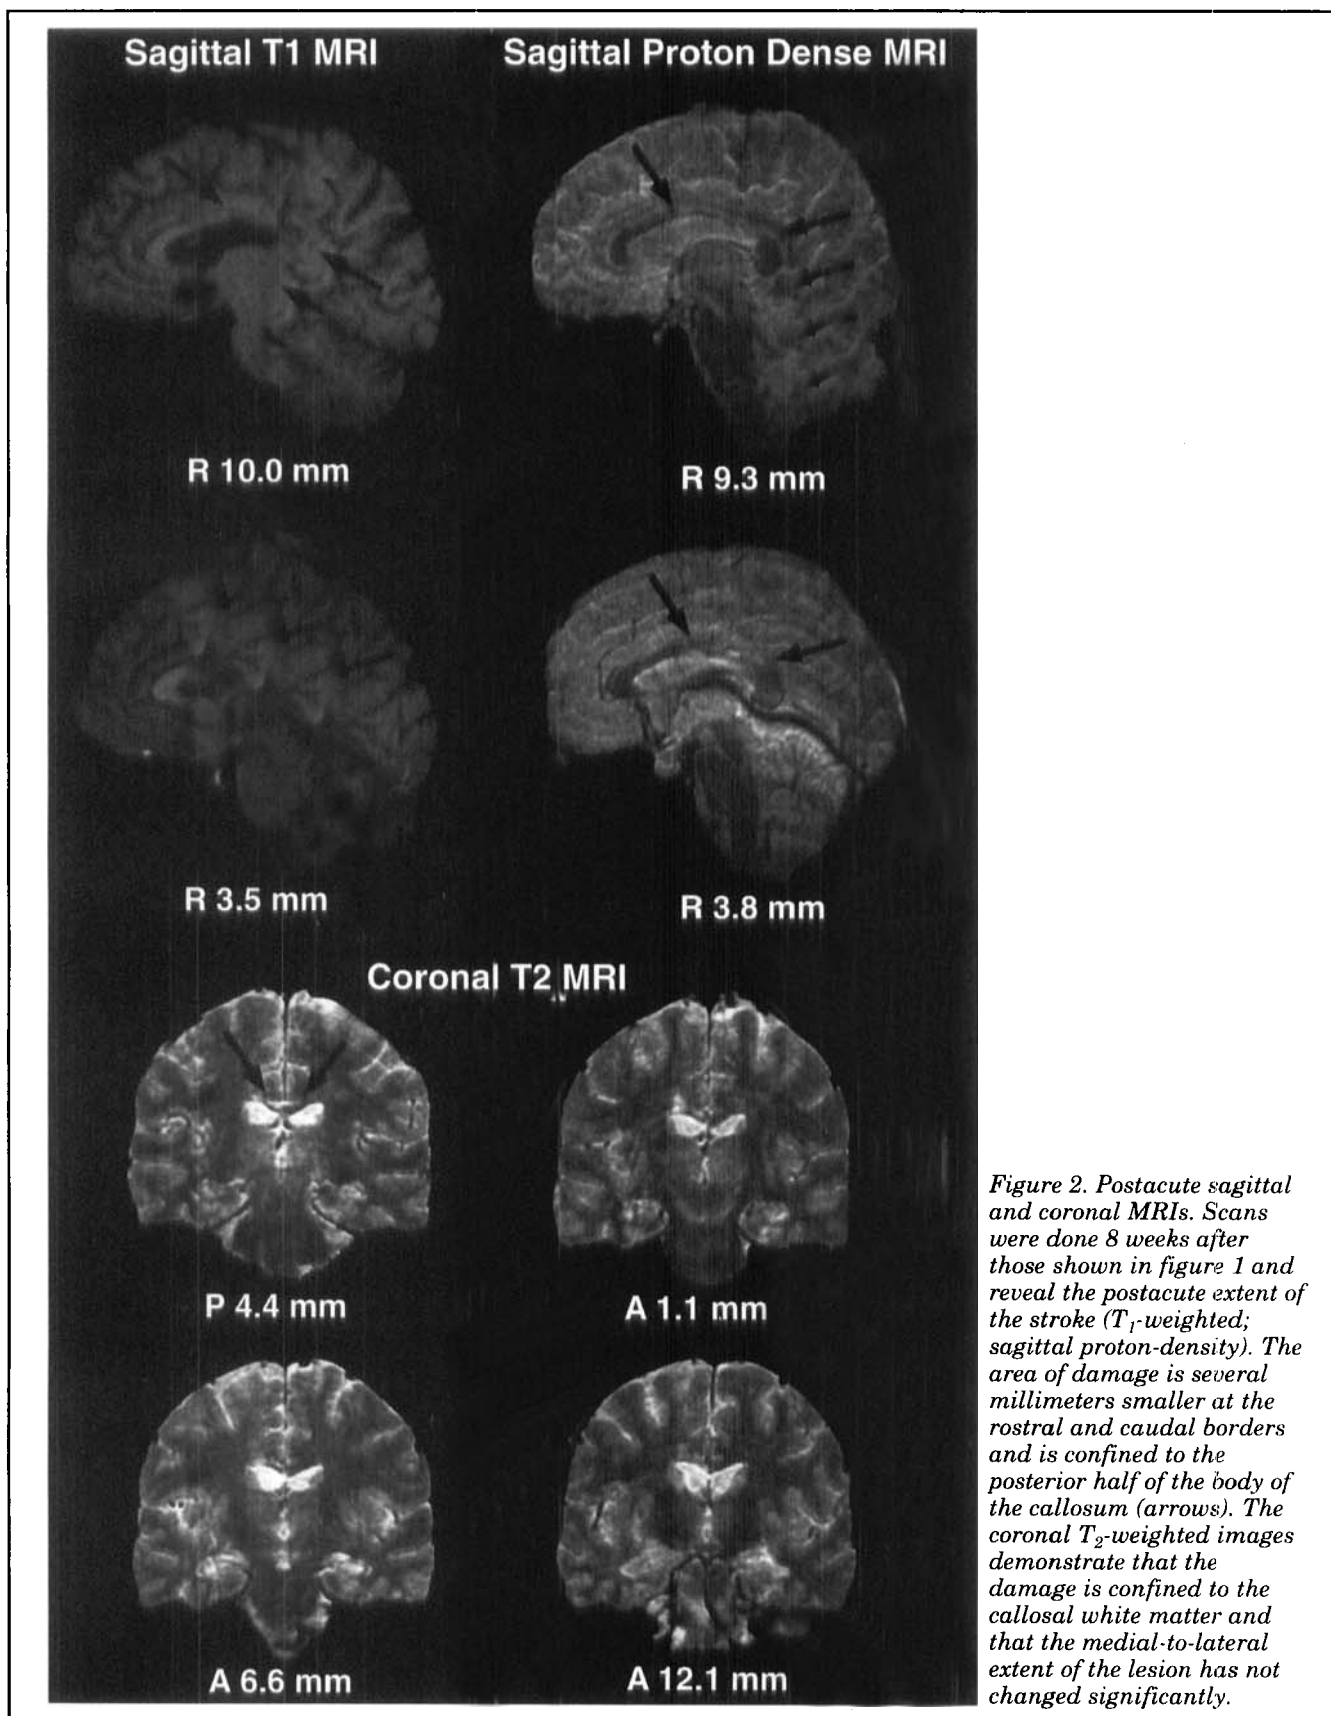 Sagittal T1 MRI
Sagittal Proton Dense MRI
R 10.0 mm
R 9.3 mm
R 3.5 mm
R 3.8 mm
Coronal T2 MRI
P 4.4 mm
A 1.1 mm
A 6.6 mm
A 12.1 mm
Figure 2. Postacute sagittal
and coronal MRIs. Scans
were done 8 weeks after
those shown in figure 1 and
reveal the postacute extent of
the stroke (T₁-weighted;
sagittal proton-density). The
area of damage is several
millimeters smaller at the
rostral and caudal borders
and is confined to the
posterior half of the body of
the callosum (arrows). The
coronal T₂-weighted images
demonstrate that the
damage is confined to the
callosal white matter and
that the medial-to-lateral
extent of the lesion has not
changed significantly.